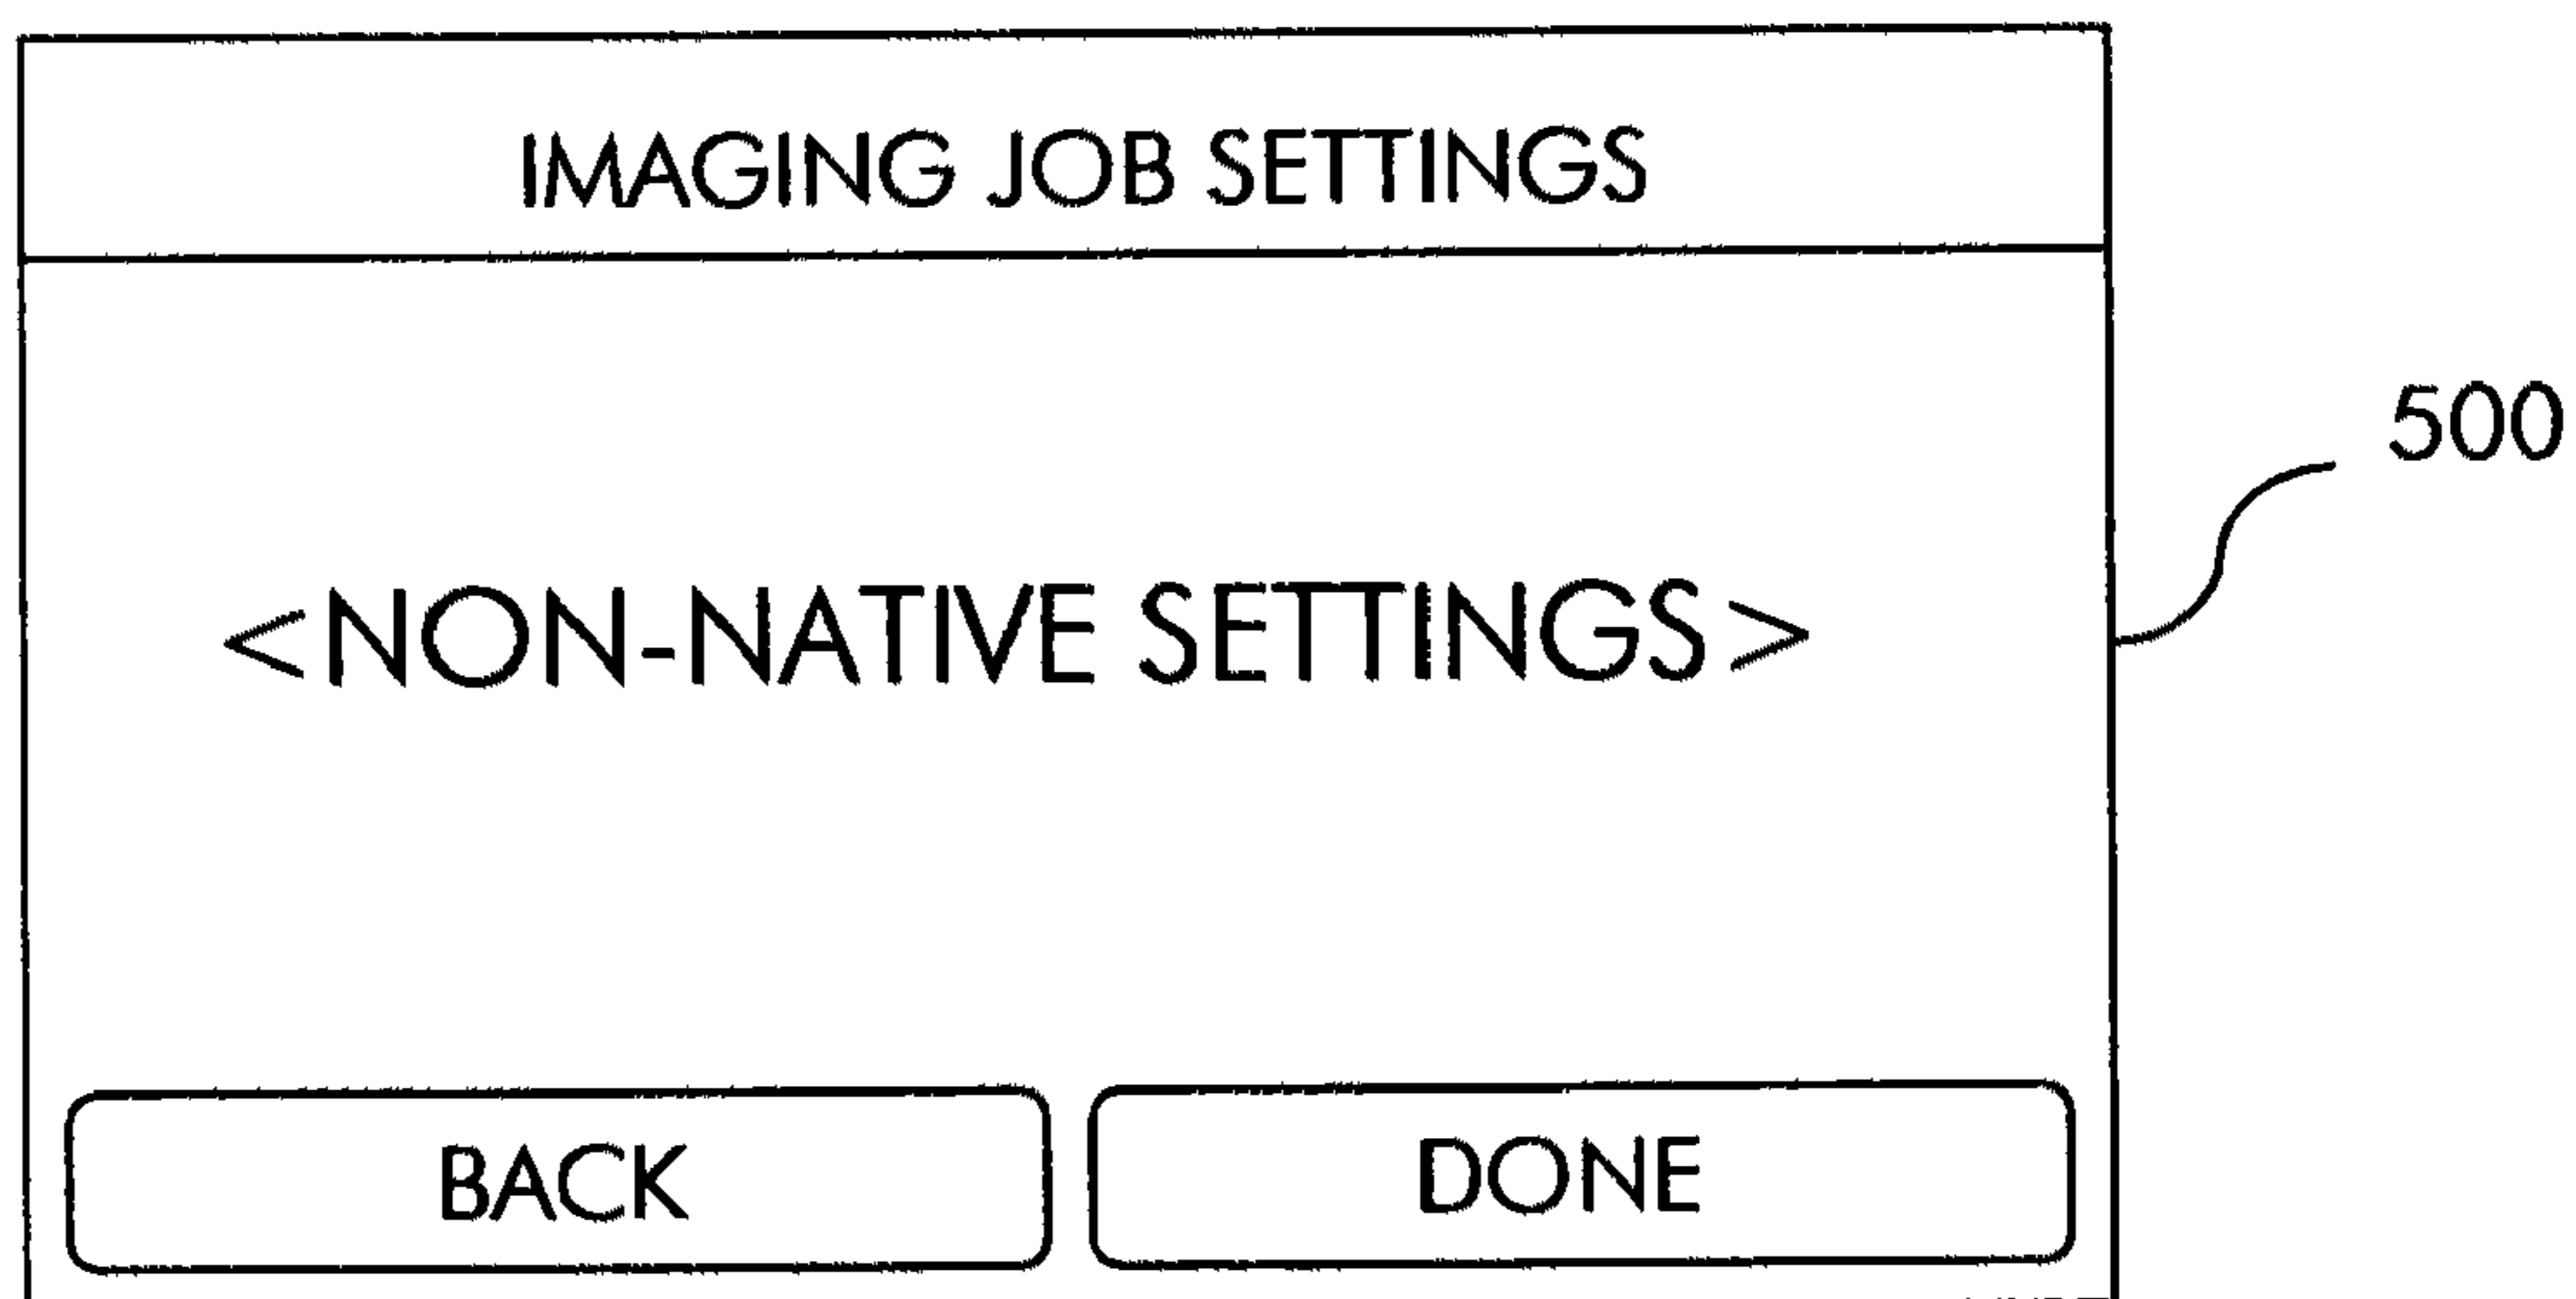 IMAGING JOB SETTINGS
500
<NON-NATIVE SETTINGS>
BACK
DONE